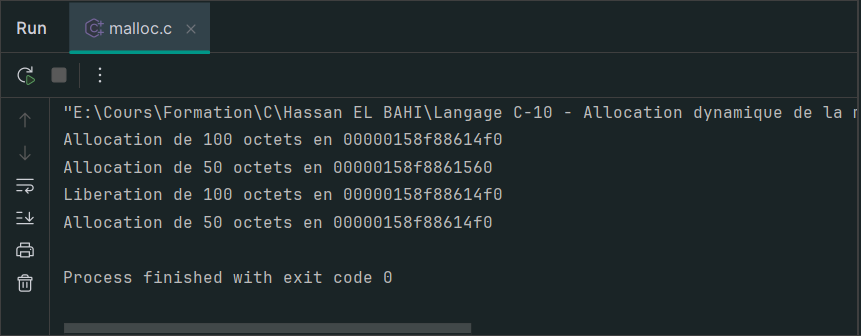 Run malloc.c
"E:\Cours\Formation\C\Hassan EL BAHI\Langage C-10 - Allocation dynamique de la
Allocation de 100 octets en 00000158f88614f0
Allocation de 50 octets en 00000158f8861560
Liberation de 100 octets en 00000158f88614f0
Allocation de 50 octets en 00000158f88614f0
Process finished with exit code 0